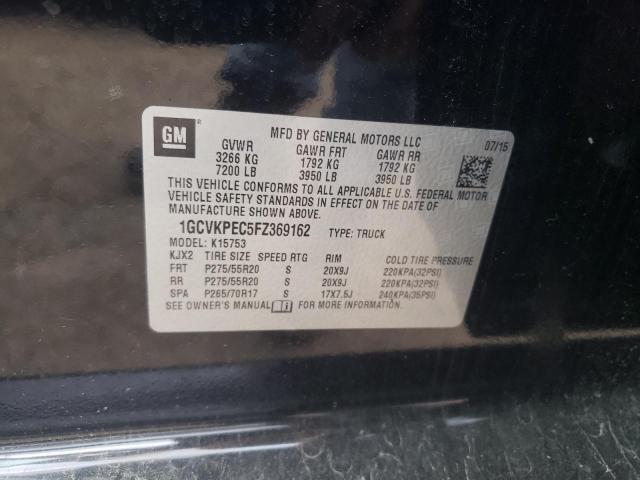 GM ®
MFD BY GENERAL MOTORS LLC 07/15
GVWR GAWR FRT GAWR RR
3266 KG 1792 KG 1792 KG
7200 LB 3950 LB 3950 LB
THIS VEHICLE CONFORMS TO ALL APPLICABLE U.S. FEDERAL MOTOR
VEHICLE SAFETY STANDARDS IN EFFECT ON THE DATE OF
MANUFACTURE SHOWN ABOVE.
1GCVKPEC5FZ369162 TYPE: TRUCK
MODEL: K15753
KJX2 TIRE SIZE SPEED RTG RIM COLD TIRE PRESSURE
FRT P275/55R20 S 20X9J 220KPA(32PSI)
RR P275/55R20 S 20X9J 220KPA(32PSI)
SPA P265/70R17 S 17X7.5J 240KPA(35PSI)
SEE OWNER'S MANUAL FOR MORE INFORMATION.